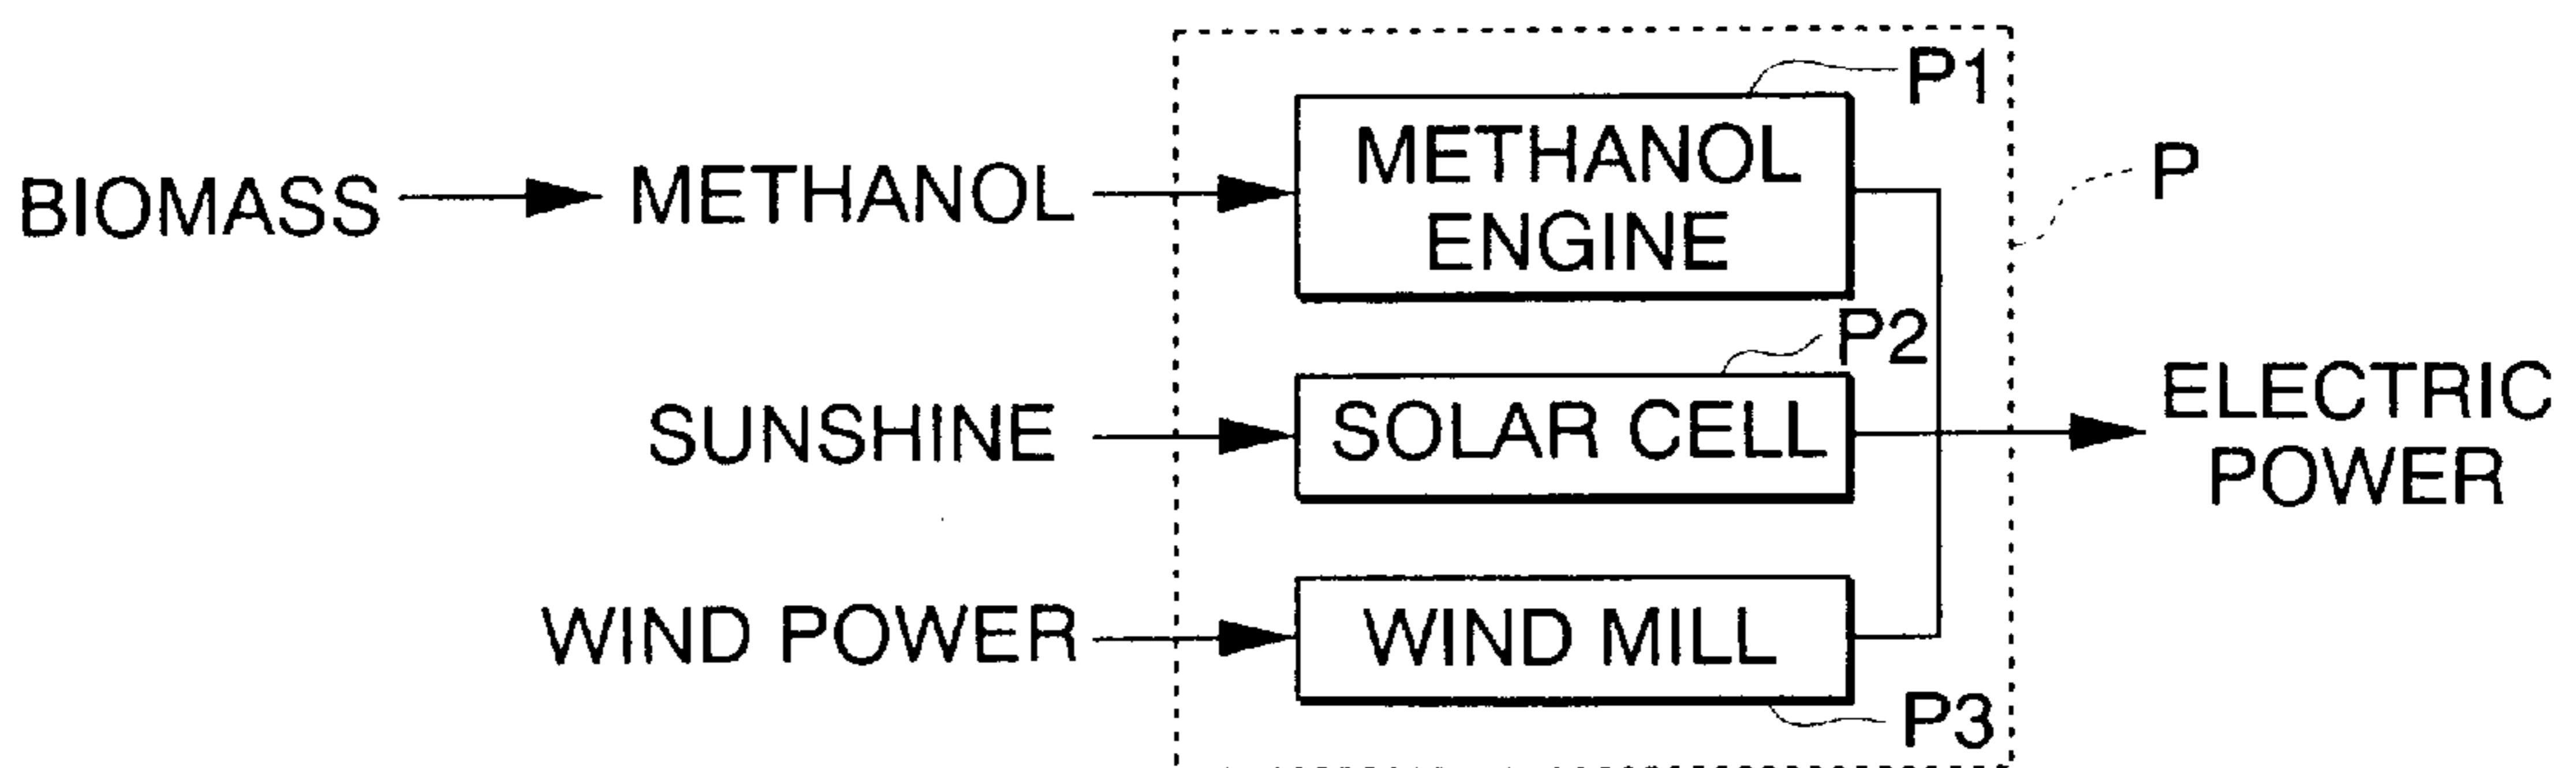 P1
METHANOL
ENGINE
BIOMASS
METHANOL
P
P2
SUNSHINE
SOLAR CELL
ELECTRIC
POWER
WIND POWER
WIND MILL
P3